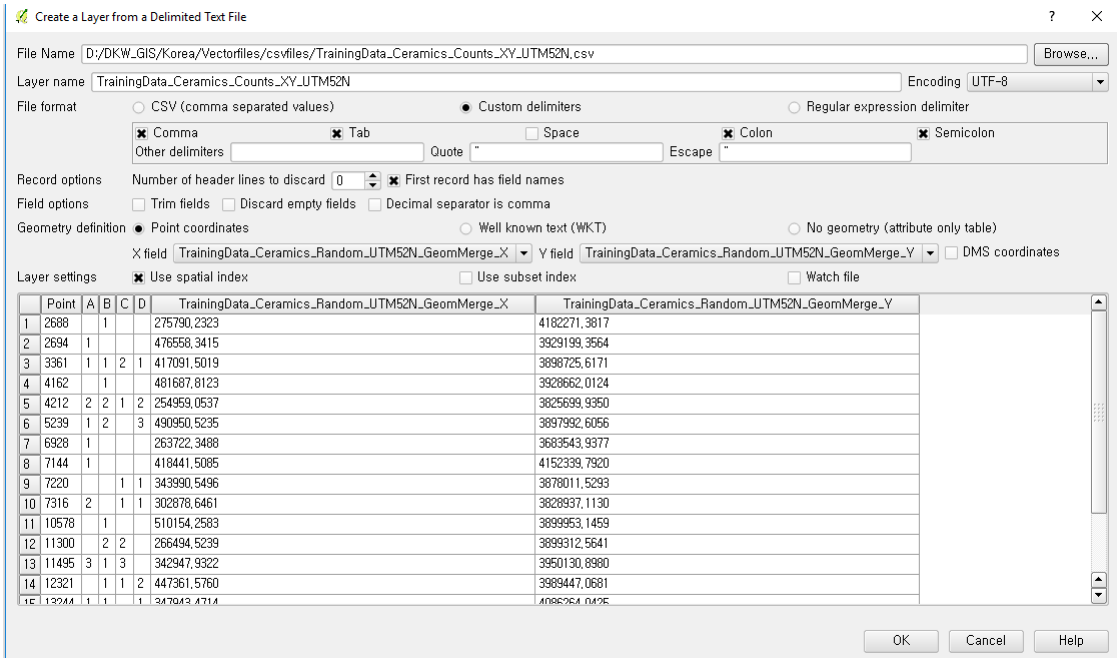 Create a Layer from a Delimited Text File ? X
File Name D:/DKW_GIS/Korea/Vectorfiles/csvfiles/TrainingData_Ceramics_Counts_XY_UTM52N.csv Browse...
Layer name TrainingData_Ceramics_Counts_XY_UTM52N Encoding UTF-8
File format CSV (comma separated values) Custom delimiters Regular expression delimiter
Comma Tab Space Colon Semicolon
Other delimiters Quote " Escape "
Record options Number of header lines to discard 0 First record has field names
Field options Trim fields Discard empty fields Decimal separator is comma
Geometry definition Point coordinates Well known text (WKT) No geometry (attribute only table)
X field TrainingData_Ceramics_Random_UTM52N_GeomMerge_X Y field TrainingData_Ceramics_Random_UTM52N_GeomMerge_Y DMS coordinates
Layer settings Use spatial index Use subset index Watch file
Point A B C D TrainingData_Ceramics_Random_UTM52N_GeomMerge_X TrainingData_Ceramics_Random_UTM52N_GeomMerge_Y
1 2688 1 275790,2323 4182271,3817
2 2694 1 476558,3415 3929199,3564
3 3361 1 1 2 1 417091,5019 3898725,6171
4 4162 1 481687,8123 3928662,0124
5 4212 2 2 1 2 254959,0537 3825699,9350
6 5239 1 2 3 490950,5235 3897992,6056
7 6928 1 263722,3488 3683543,9377
8 7144 1 418441,5085 4152339,7920
9 7220 1 1 343990,5496 3878011,5293
10 7316 2 1 1 302878,6461 3828937,1130
11 10578 1 510154,2583 3899953,1459
12 11300 2 2 266494,5239 3899312,5641
13 11495 3 1 3 342947,9322 3950130,8980
14 12321 1 1 2 447361,5760 3989447,0681
15 13244 1 1 1 347943,4714 4086264,0425
OK Cancel Help